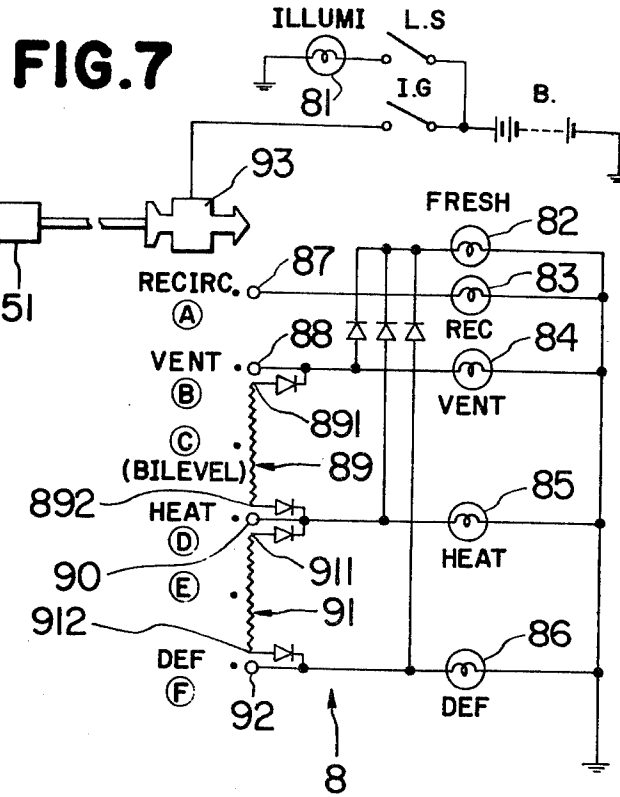 FIG.7
ILLUMI
L.S
81
I.G
B.
93
51
FRESH
82
RECIRC
87
83
A
REC
88
84
VENT
B
891
VENT
C
(BILEVEL)
89
892
85
HEAT
D
HEAT
90
E
911
91
912
86
DEF
F
92
DEF
8